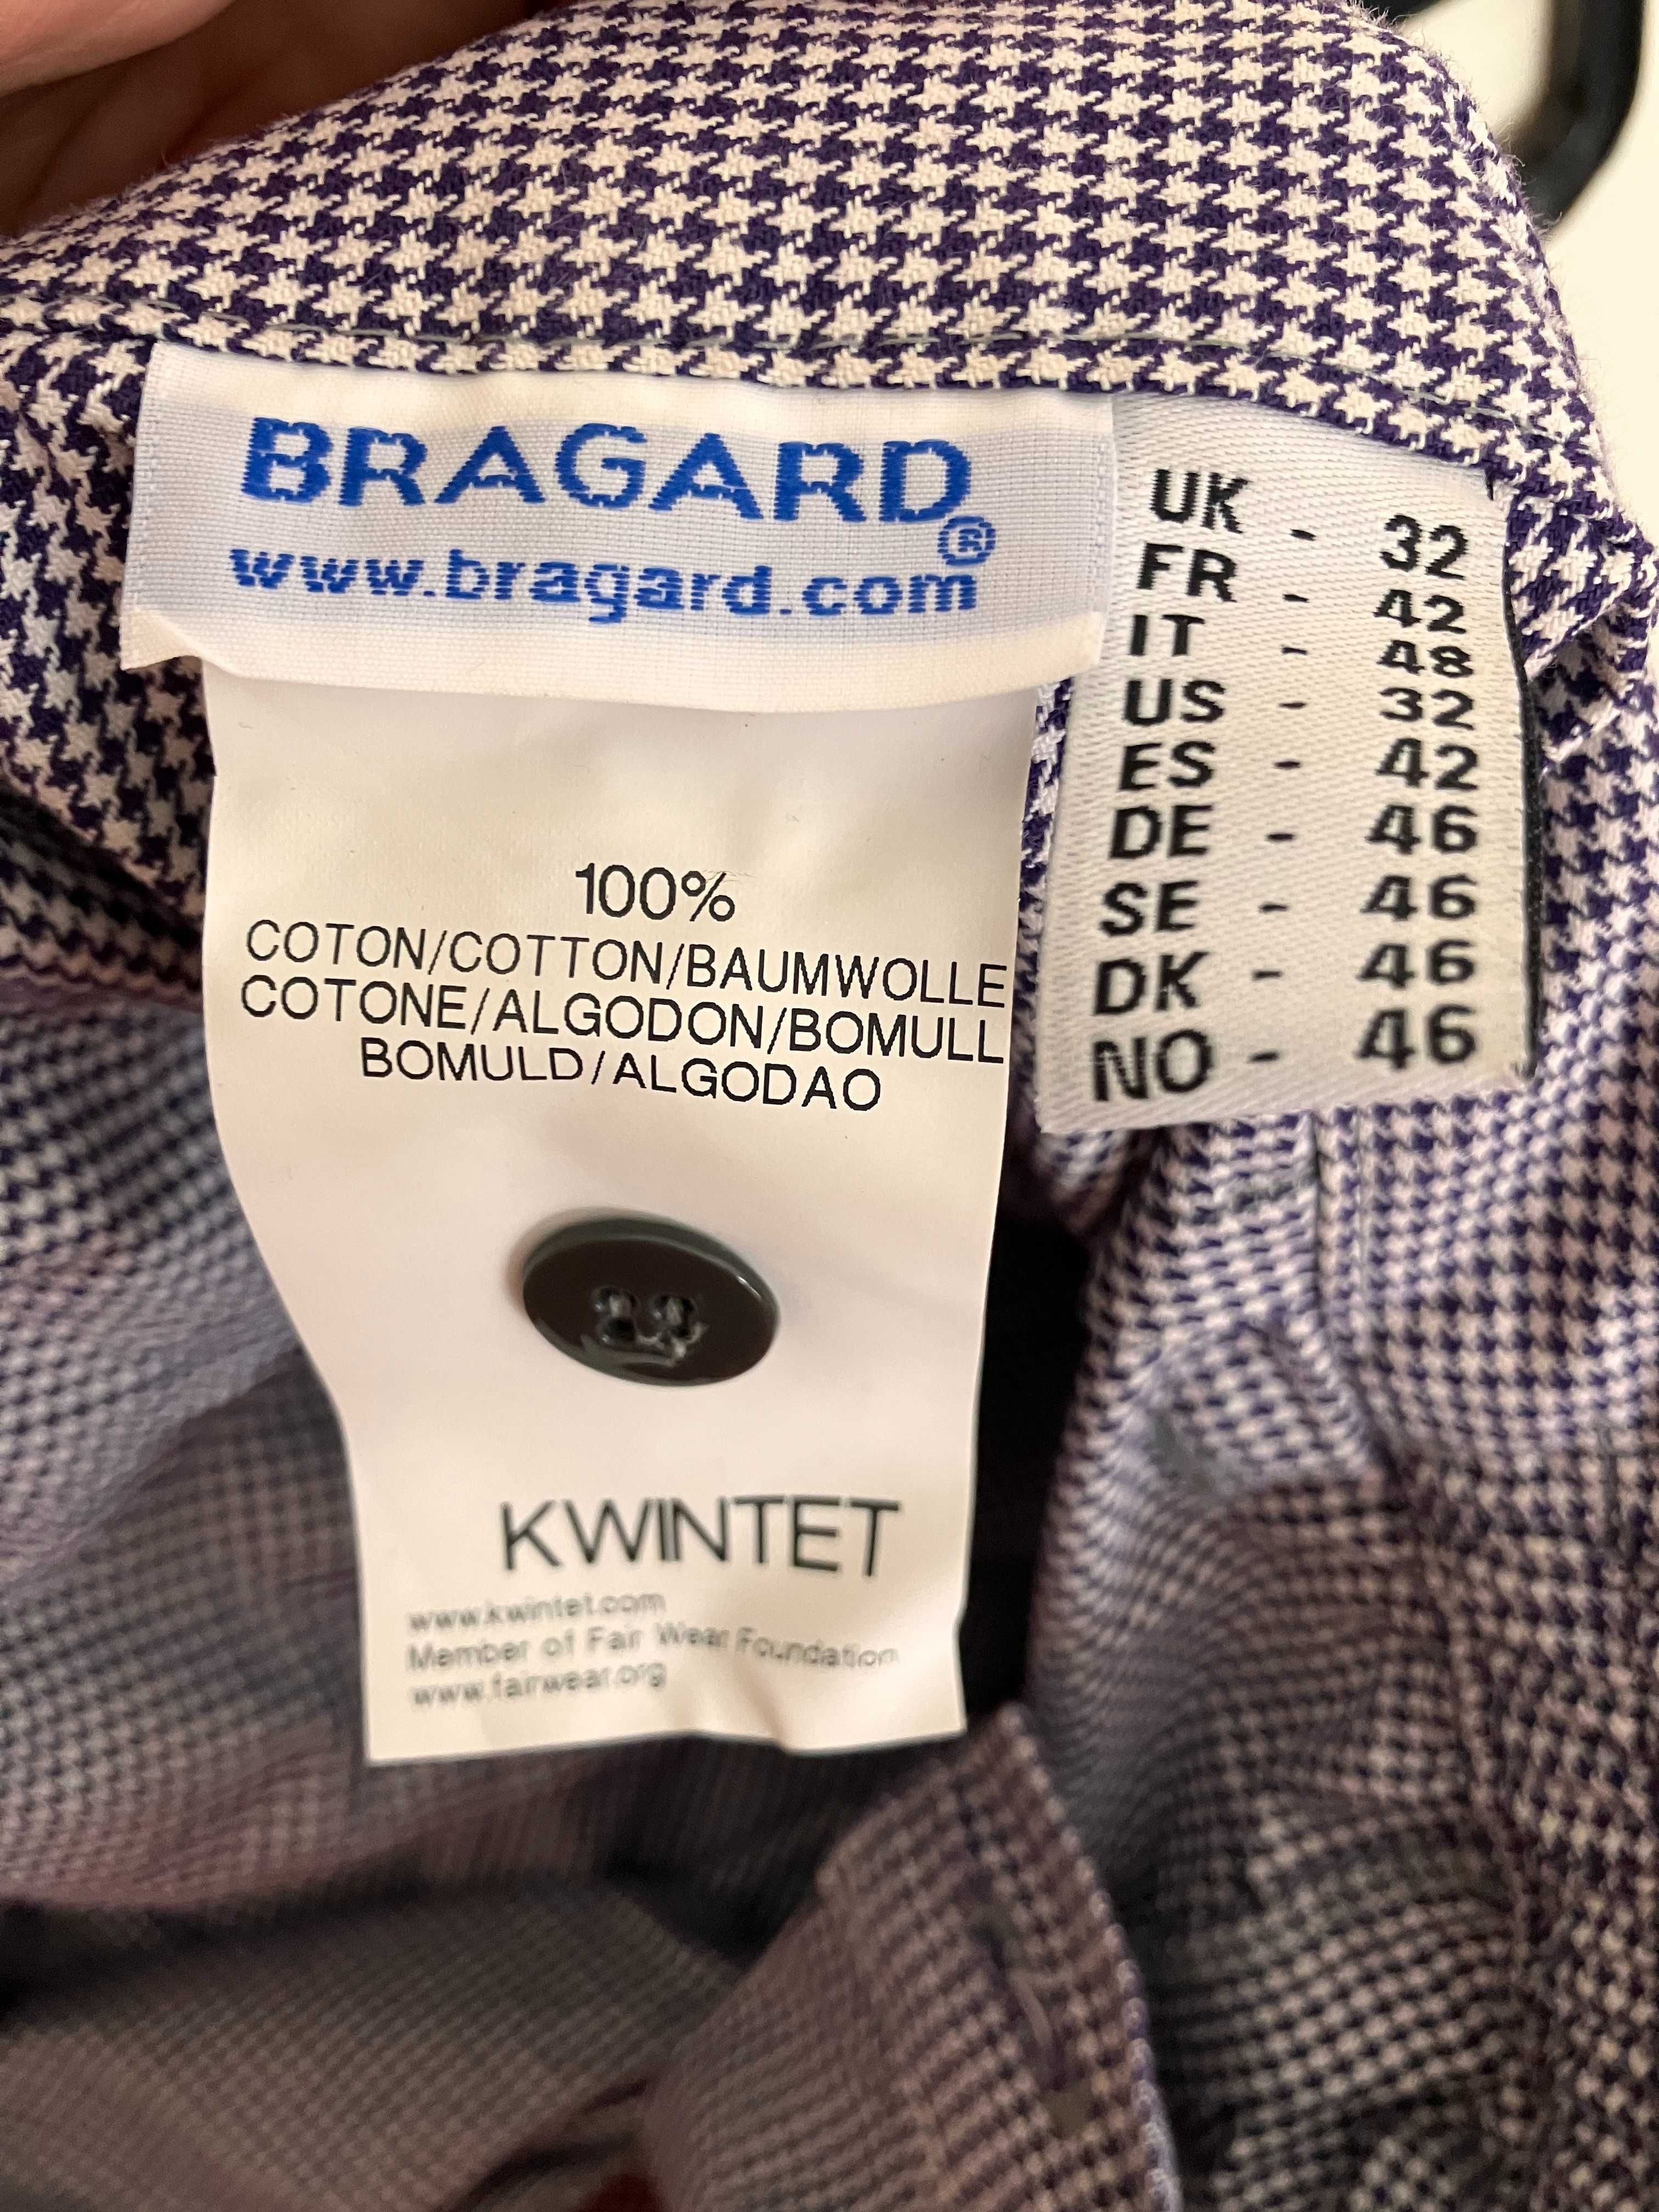 BRAGARD®
www.bragard.com
100%
COTON/COTTON/BAUMWOLLE
COTONE/ALGODON/BOMULL
BOMULD/ALGODAO
KWINTET
www.kwintet.com
Member of Fair Wear Foundation
www.fairwear.org
UK - 32
FR - 42
IT - 48
US - 32
ES - 42
DE - 46
SE - 46
DK - 46
NO - 46